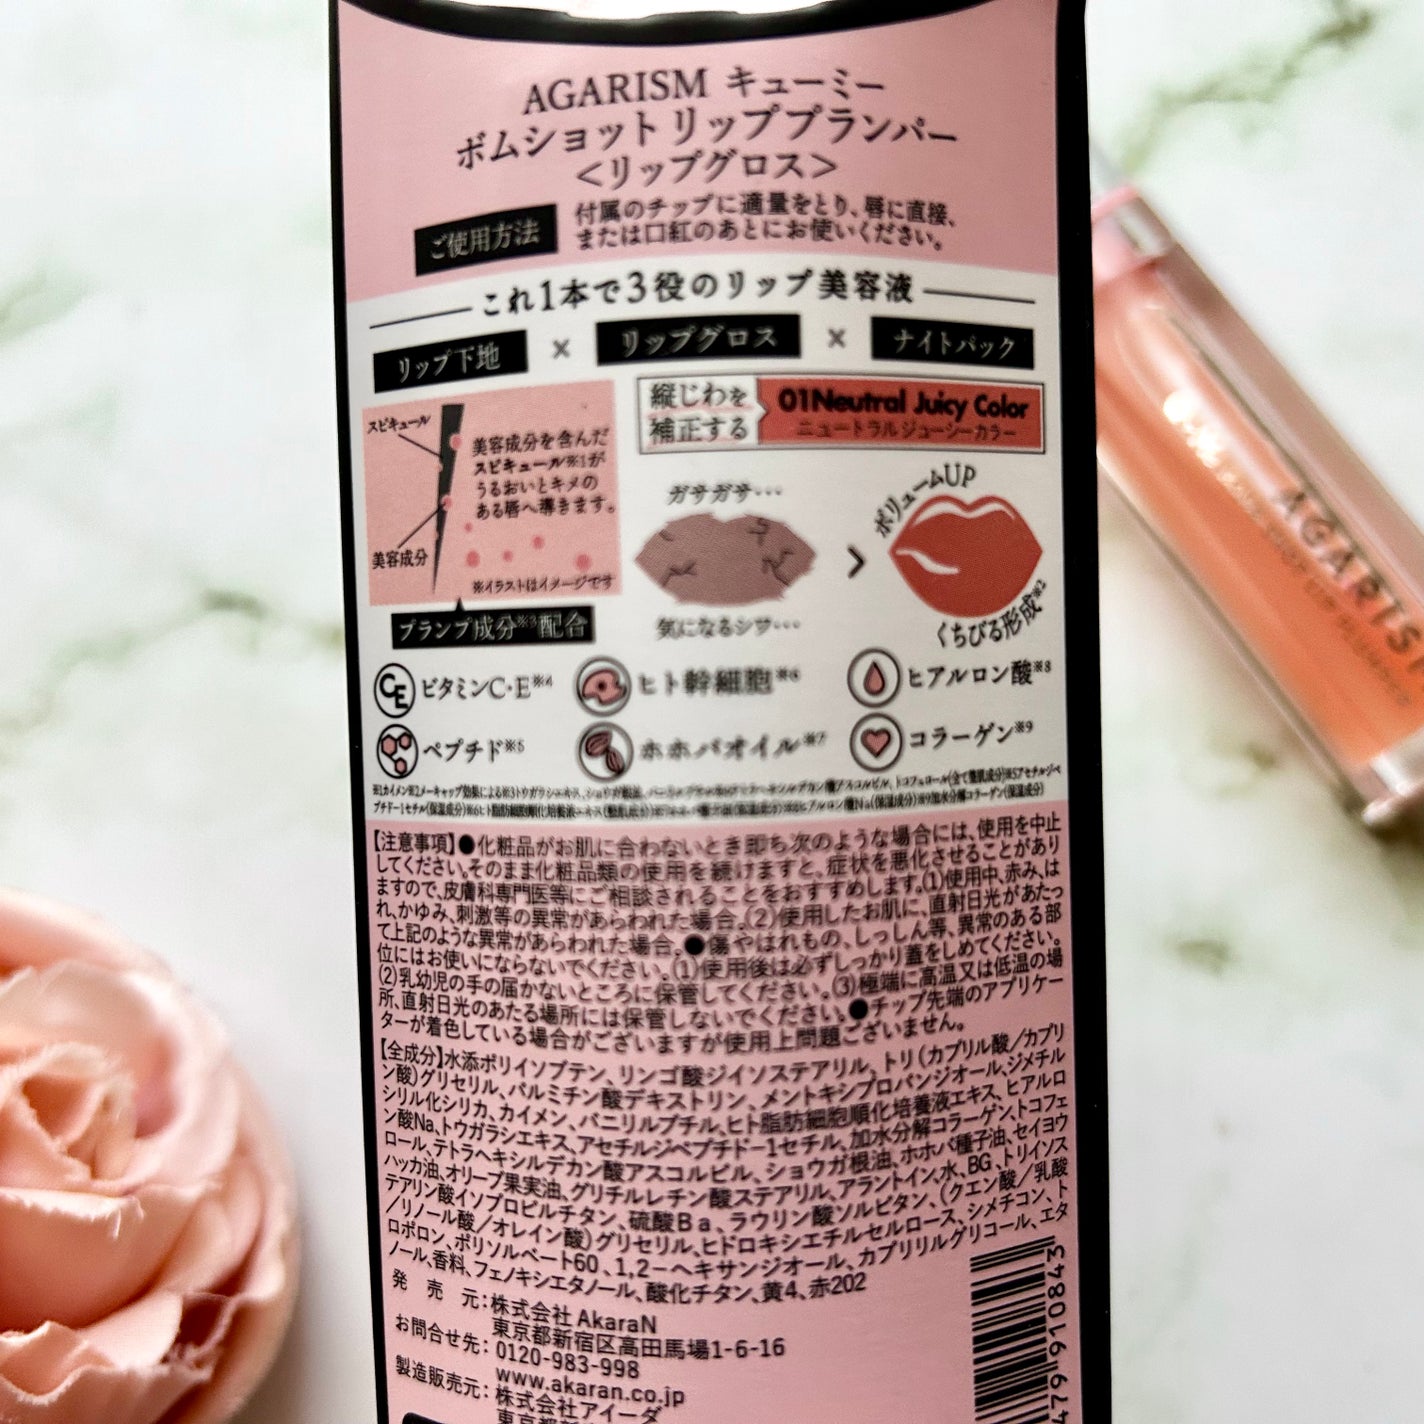 AGARISM キューミー
ボムショット リッププランパー
＜リップグロス＞
ご使用方法
付属のチップに適量をとり、唇に直接、
または口紅のあとにお使いください。
これ1本で3役のリップ美容液
リップ下地 × リップグロス × ナイトパック
スピキュール
美容成分を含んだ
スピキュール※1が
うるおいとキメの
ある唇へ導きます。
美容成分
※イラストはイメージです
プランプ成分※3配合
縦じわを
補正する
01Neutral Juicy Color
ニュートラルジューシーカラー
ガサガサ…
気になるシワ…
ボリュームUP
くちびる形成※2
CE ビタミンC・E※4
ヒト幹細胞※6
ヒアルロン酸※8
ペプチド※5
ホホバオイル※7
コラーゲン※9
【注意事項】●化粧品がお肌に合わないとき即ち次のような場合には、使用を中止
してください。そのまま化粧品類の使用を続けますと、症状を悪化させることがあり
ますので、皮膚科専門医等にご相談されることをおすすめします。(1)使用中、赤み、は
れ、かゆみ、刺激等の異常があらわれた場合。(2)使用したお肌に、直射日光があたっ
て上記のような異常があらわれた場合。●傷やはれもの、しっしん等、異常のある部
位にはお使いにならないでください。(1)使用後は必ずしっかり蓋をしめてください。
(2)乳幼児の手の届かないところに保管してください。(3)極端に高温又は低温の場
所、直射日光のあたる場所には保管しないでください。●チップ先端のアプリケー
ターが着色している場合がございますが使用上問題ございません。
【全成分】水添ポリイソブテン、リンゴ酸ジイソステアリル、トリ(カプリル酸／カプリ
ン酸)グリセリル、パルミチン酸デキストリン、メントキシプロパンジオール、ジメチル
シリル化シリカ、カイメン、バニリルブチル、ヒト脂肪細胞順化培養液エキス、ヒアルロ
ン酸Na、トウガラシエキス、アセチルジペプチド-1セチル、加水分解コラーゲン、トコフェ
ロール、テトラヘキシルデカン酸アスコルビル、ショウガ根油、ホホバ種子油、セイヨウ
ハッカ油、オリーブ果実油、グリチルレチン酸ステアリル、アラントイン、水、BG、トリイソス
テアリン酸イソプロピルチタン、硫酸Ba、ラウリン酸ソルビタン、(クエン酸／乳酸
／リノール酸／オレイン酸)グリセリル、ヒドロキシエチルセルロース、シメチコン、ト
ロポロン、ポリソルベート60、1,2-ヘキサンジオール、カプリリルグリコール、エタ
ノール、香料、フェノキシエタノール、酸化チタン、黄4、赤202
発売元：株式会社 AkaraN
東京都新宿区高田馬場1-6-16
お問合せ先：0120-983-998
www.akaran.co.jp
製造販売元：株式会社アイーダ
479 910843
AGARISM